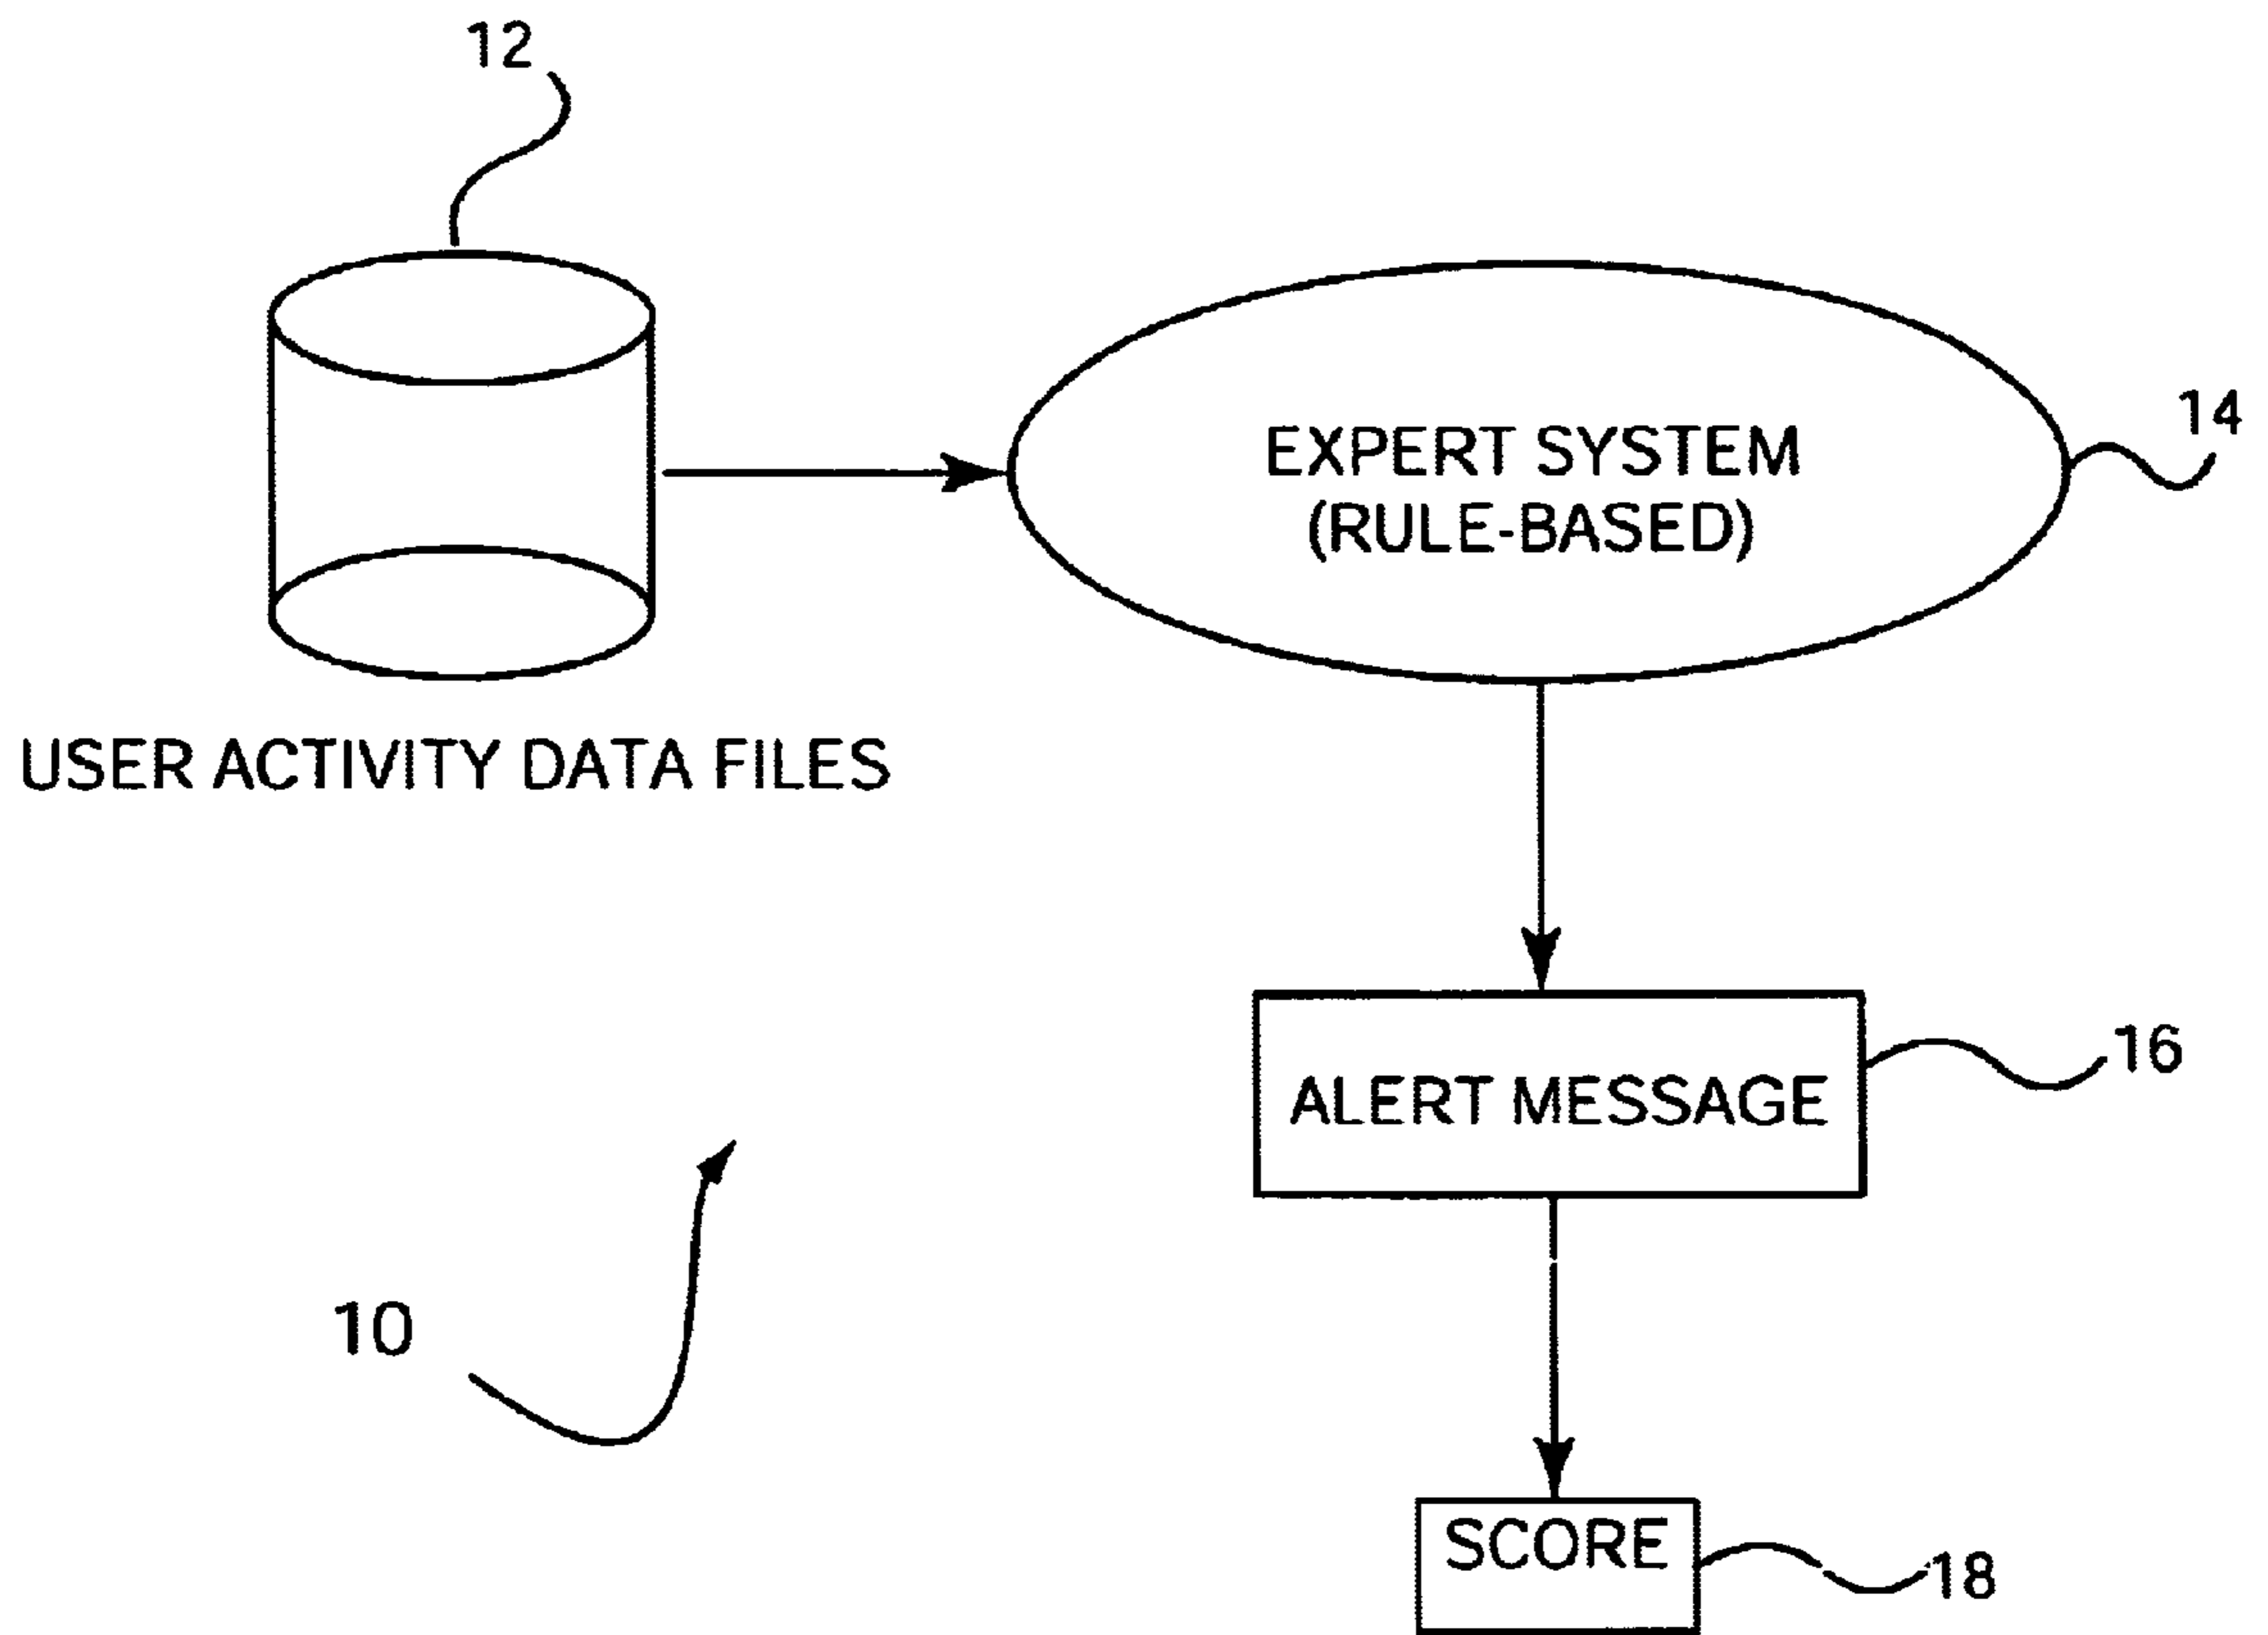 12
EXPERT SYSTEM
(RULE-BASED)
14
USER ACTIVITY DATA FILES
ALERT MESSAGE
16
10
SCORE
18